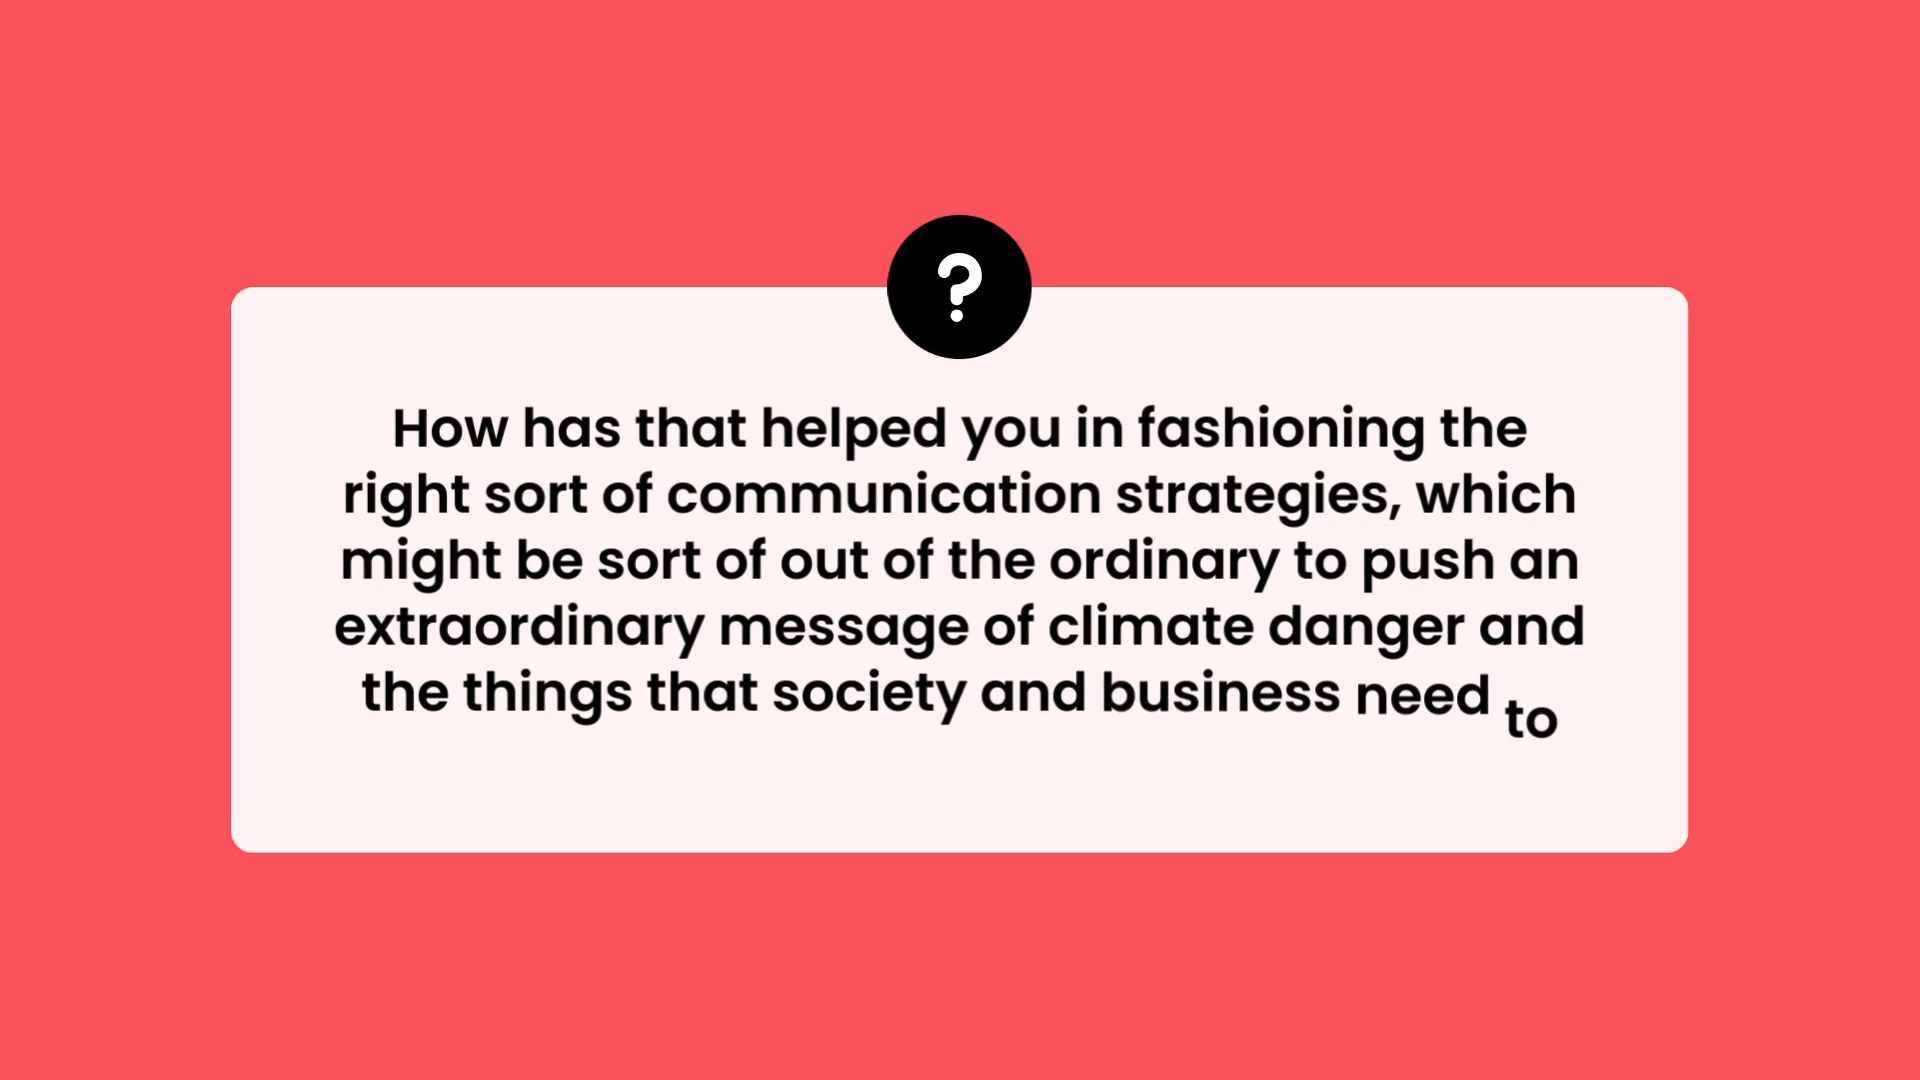 ?
How has that helped you in fashioning the
right sort of communication strategies, which
might be sort of out of the ordinary to push an
extraordinary message of climate danger and
the things that society and business need to